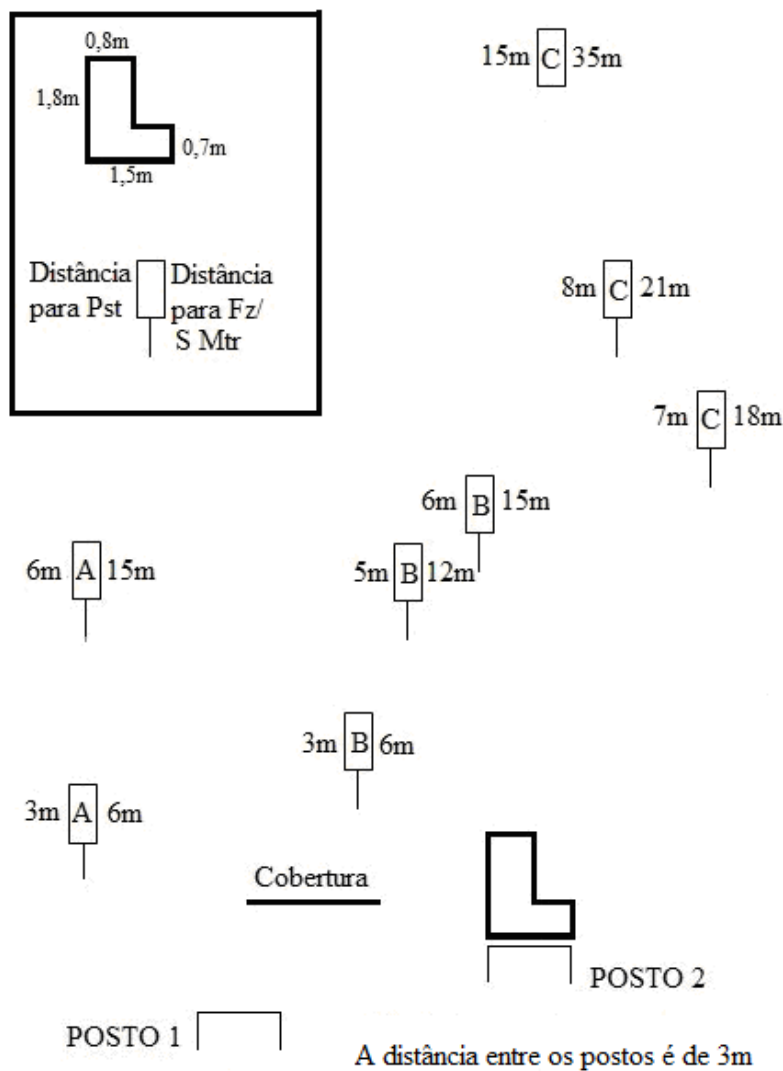 0,8m
1,8m
0,7m
1,5m
Distância
para Pst
Distância
para Fz/
S Mtr
15m C 35m
8m C 21m
7m C 18m
6m B 15m
6m A 15m
5m B 12m
3m B 6m
3m A 6m
Cobertura
POSTO 2
POSTO 1
A distância entre os postos é de 3m